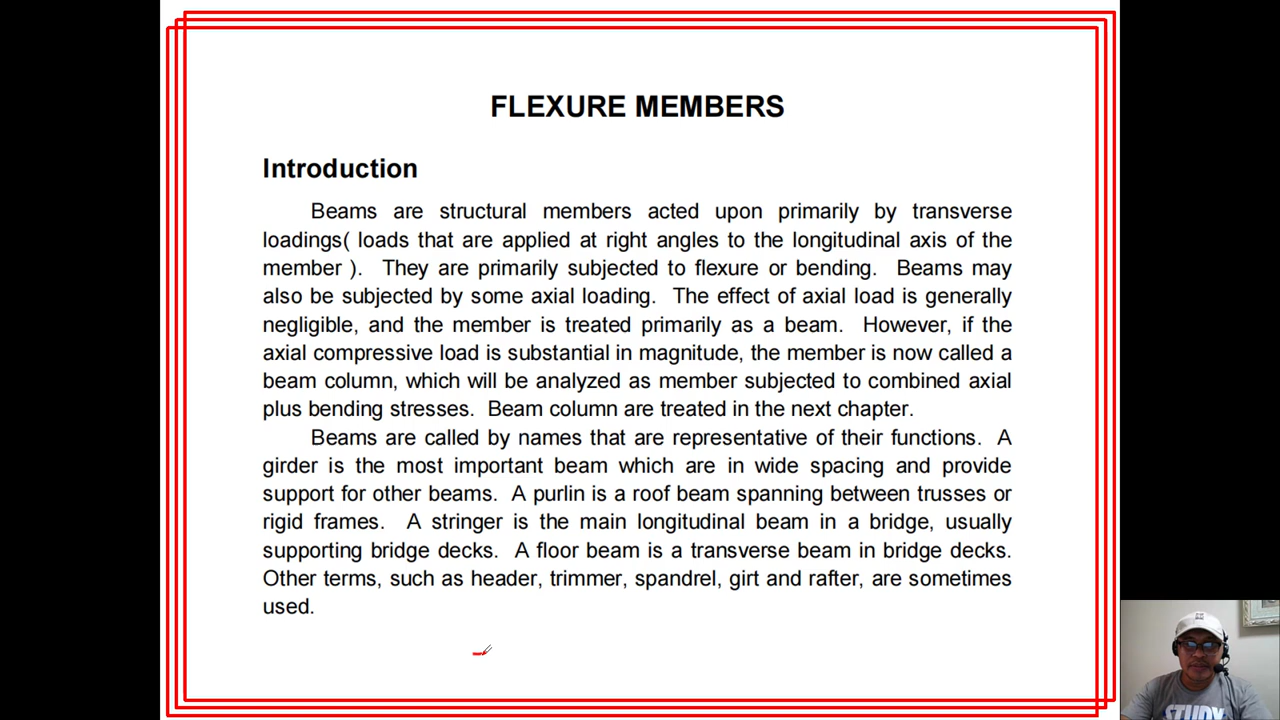 FLEXURE MEMBERS
Introduction
Beams are structural members acted upon primarily by transverse
loadings( loads that are applied at right angles to the longitudinal axis of the
member ). They are primarily subjected to flexure or bending. Beams may
also be subjected by some axial loading. The effect of axial load is generally
negligible, and the member is treated primarily as a beam. However, if the
axial compressive load is substantial in magnitude, the member is now called a
beam column, which will be analyzed as member subjected to combined axial
plus bending stresses. Beam column are treated in the next chapter.
Beams are called by names that are representative of their functions. A
girder is the most important beam which are in wide spacing and provide
support for other beams. A purlin is a roof beam spanning between trusses or
rigid frames. A stringer is the main longitudinal beam in a bridge, usually
supporting bridge decks. A floor beam is a transverse beam in bridge decks.
Other terms, such as header, trimmer, spandrel, girt and rafter, are sometimes
used.
STUDY